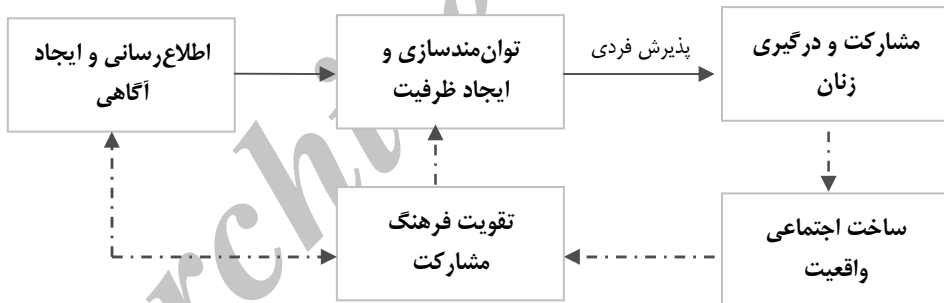 مشارکت و درگیری
زنان
پذیرش فردی
توان‌مندسازی و
ایجاد ظرفیت
اطلاع‌رسانی و ایجاد
آگاهی
ساخت اجتماعی
واقعیت
تقویت فرهنگ
مشارکت
rchi